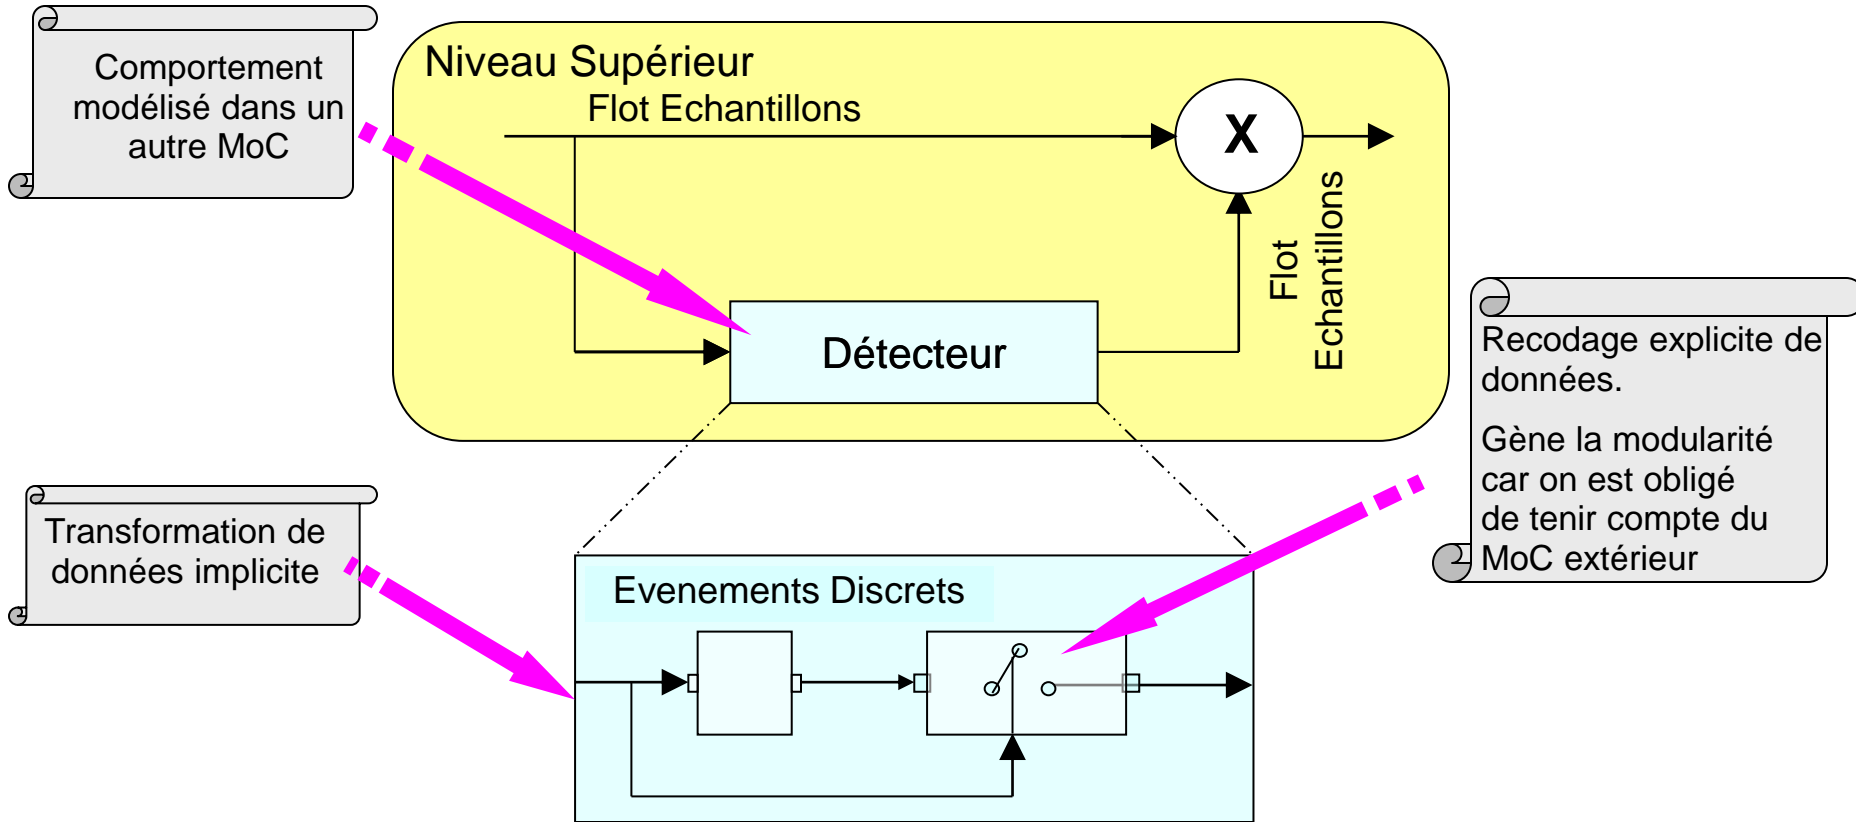 Comportement
modélisé dans un
autre MoC
Niveau Supérieur
Flot Echantillons
X
Flot
Echantillons
Détecteur
Recodage explicite de
données.
Gène la modularité
car on est obligé
de tenir compte du
MoC extérieur
Transformation de
données implicite
Evenements Discrets